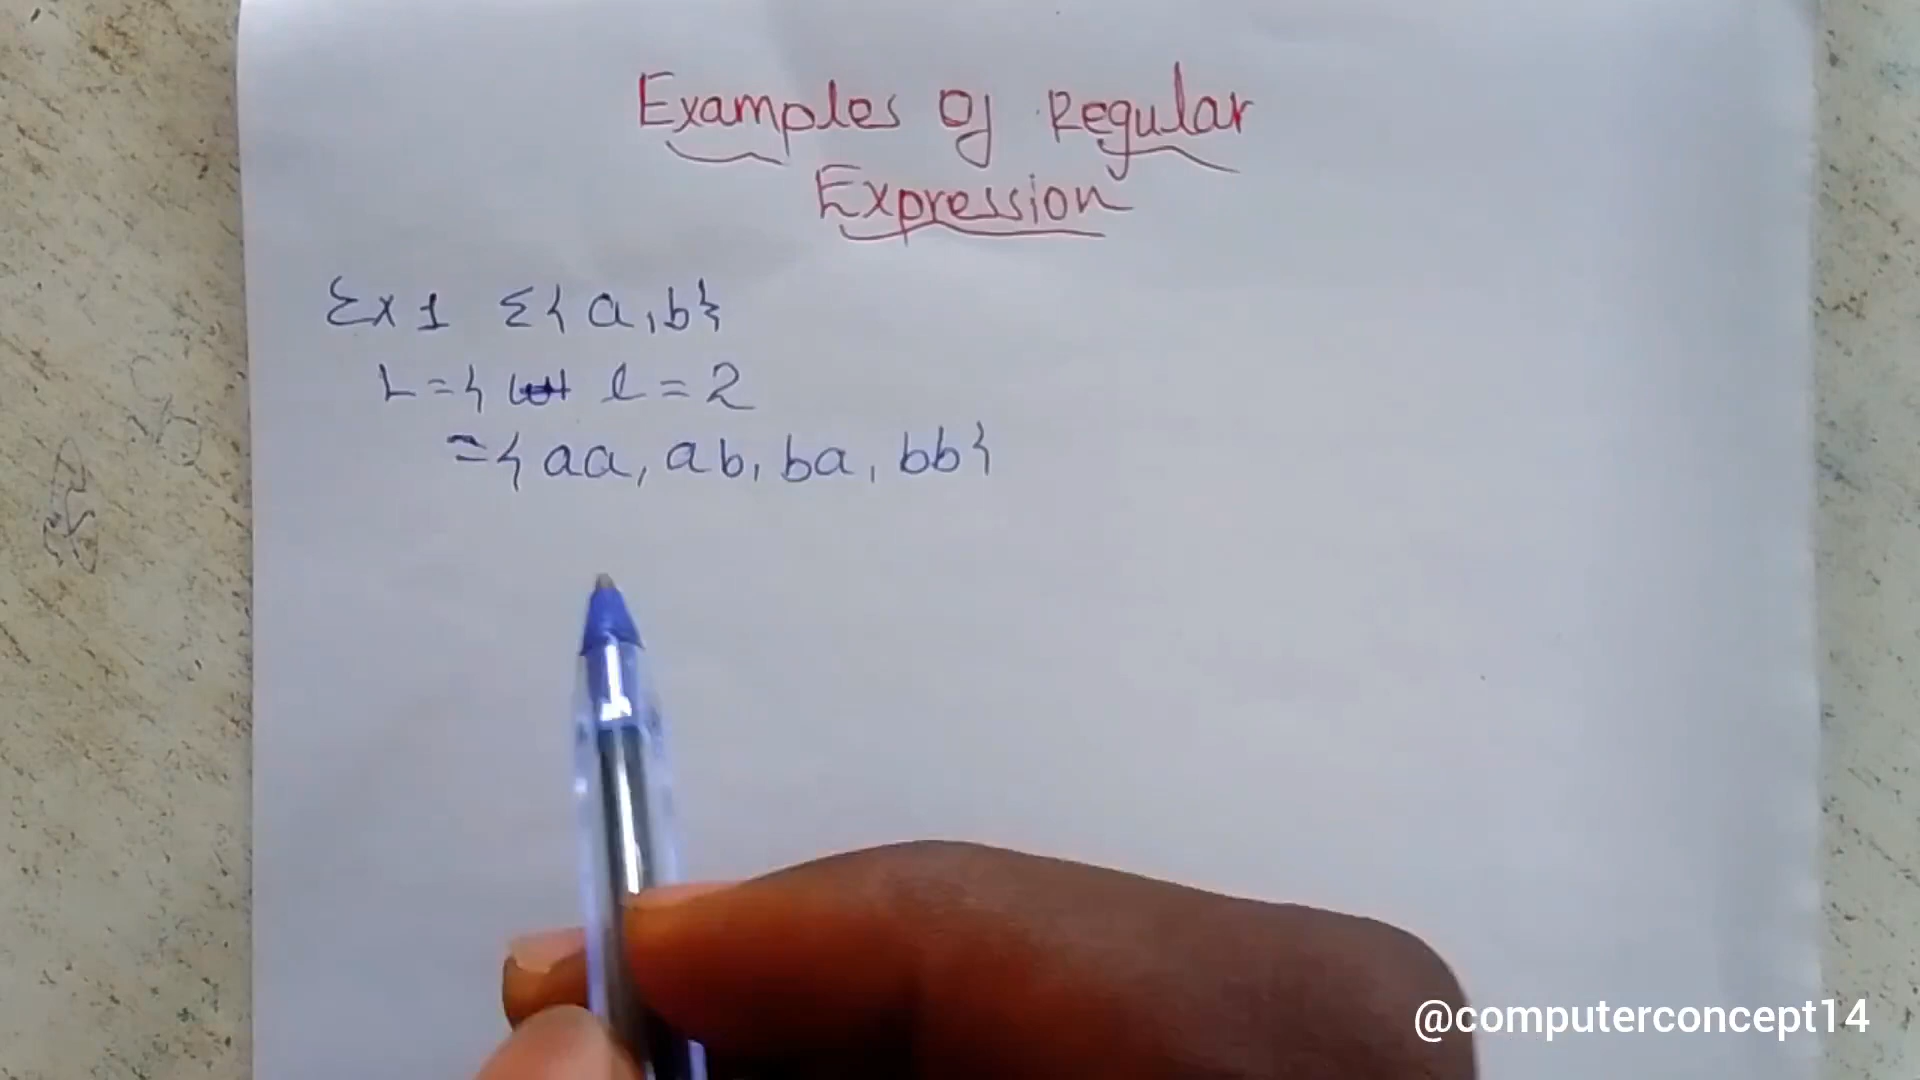 Examples Of Regular
Expression
Ex 1 Σ{a,b}
L={ l=2
={aa, ab, ba, bb}
@computerconcept14